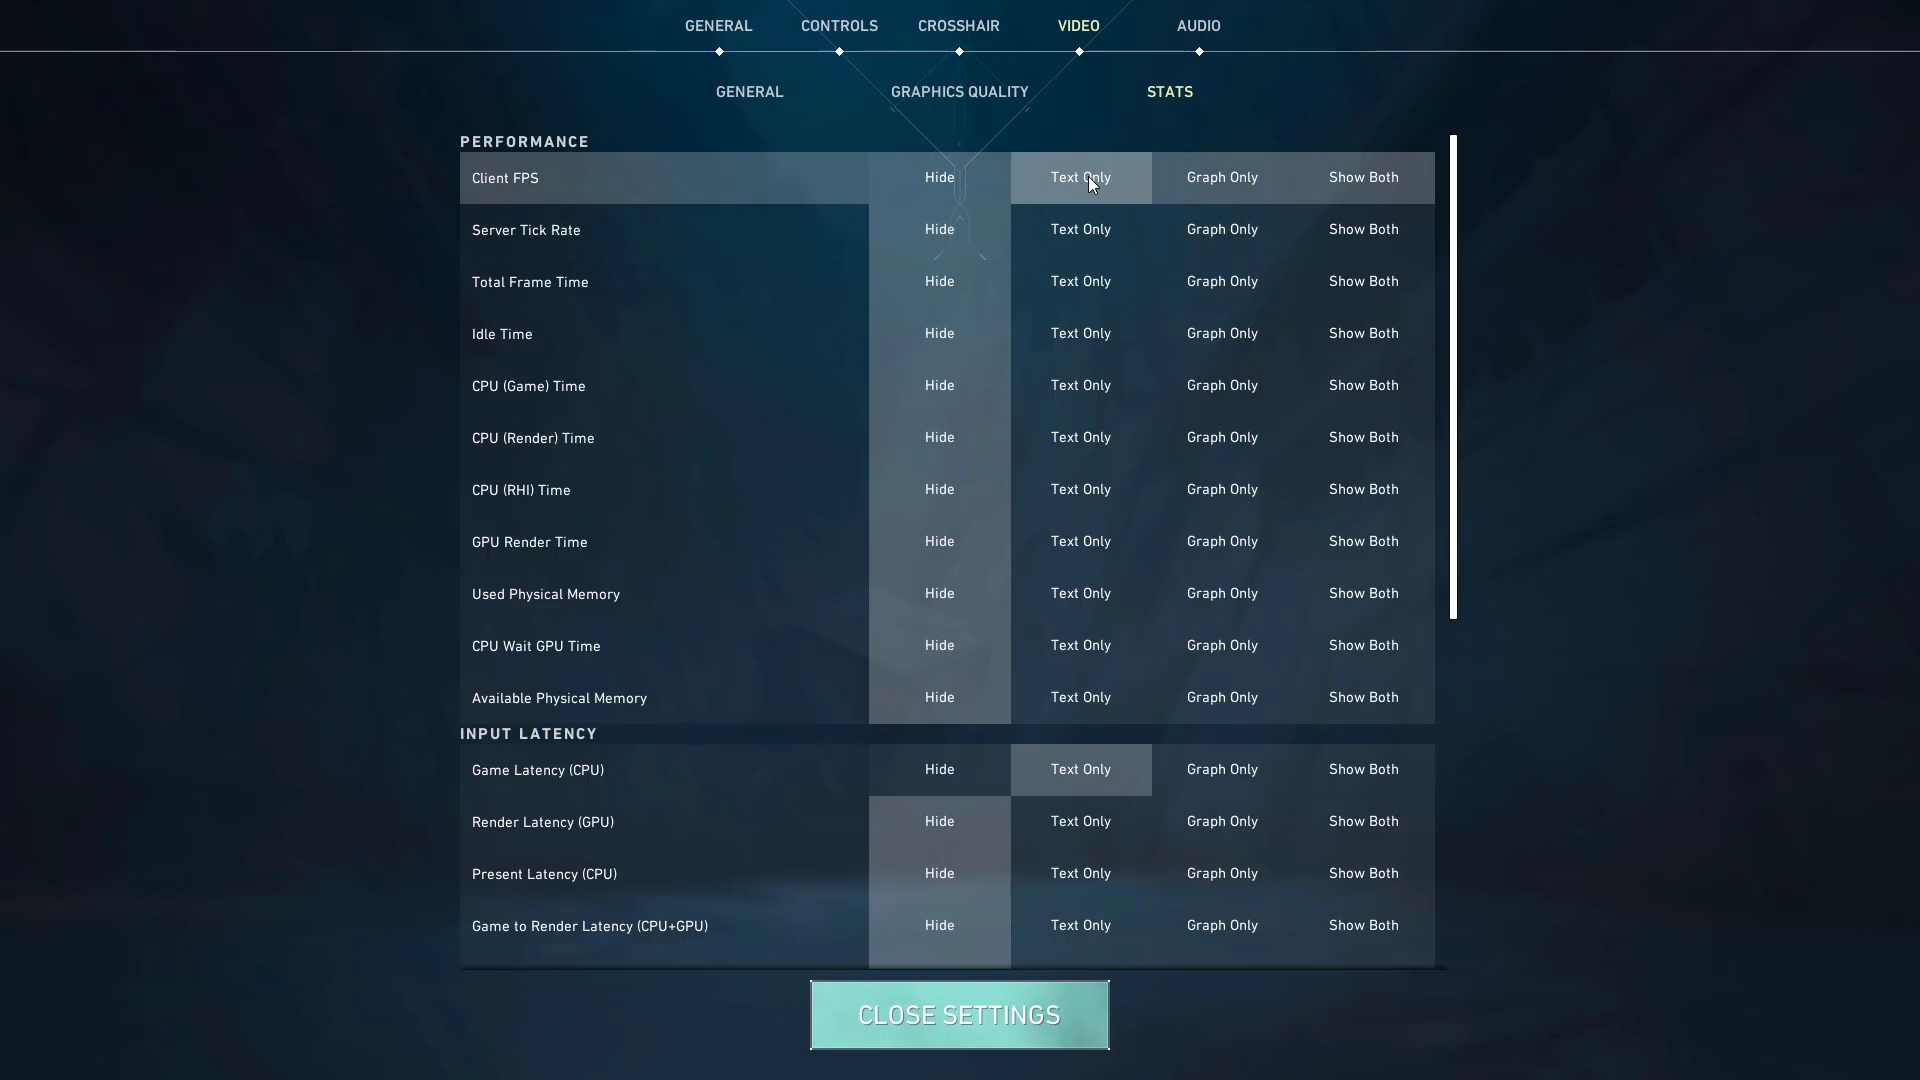 GENERAL CONTROLS CROSSHAIR VIDEO AUDIO
GENERAL GRAPHICS QUALITY STATS
PERFORMANCE
Client FPS Hide Text Only Graph Only Show Both
Server Tick Rate Hide Text Only Graph Only Show Both
Total Frame Time Hide Text Only Graph Only Show Both
Idle Time Hide Text Only Graph Only Show Both
CPU (Game) Time Hide Text Only Graph Only Show Both
CPU (Render) Time Hide Text Only Graph Only Show Both
CPU (RHI) Time Hide Text Only Graph Only Show Both
GPU Render Time Hide Text Only Graph Only Show Both
Used Physical Memory Hide Text Only Graph Only Show Both
CPU Wait GPU Time Hide Text Only Graph Only Show Both
Available Physical Memory Hide Text Only Graph Only Show Both
INPUT LATENCY
Game Latency (CPU) Hide Text Only Graph Only Show Both
Render Latency (GPU) Hide Text Only Graph Only Show Both
Present Latency (CPU) Hide Text Only Graph Only Show Both
Game to Render Latency (CPU+GPU) Hide Text Only Graph Only Show Both
CLOSE SETTINGS